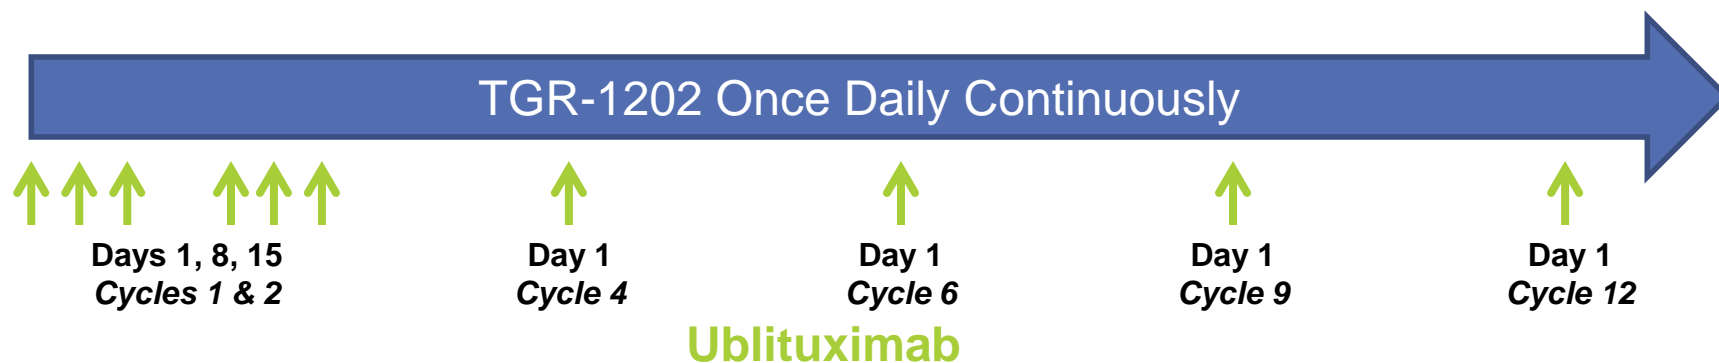 TGR-1202 Once Daily Continuously
Days 1, 8, 15
Cycles 1 & 2
Day 1
Cycle 4
Day 1
Cycle 6
Day 1
Cycle 9
Day 1
Cycle 12
Ublituximab